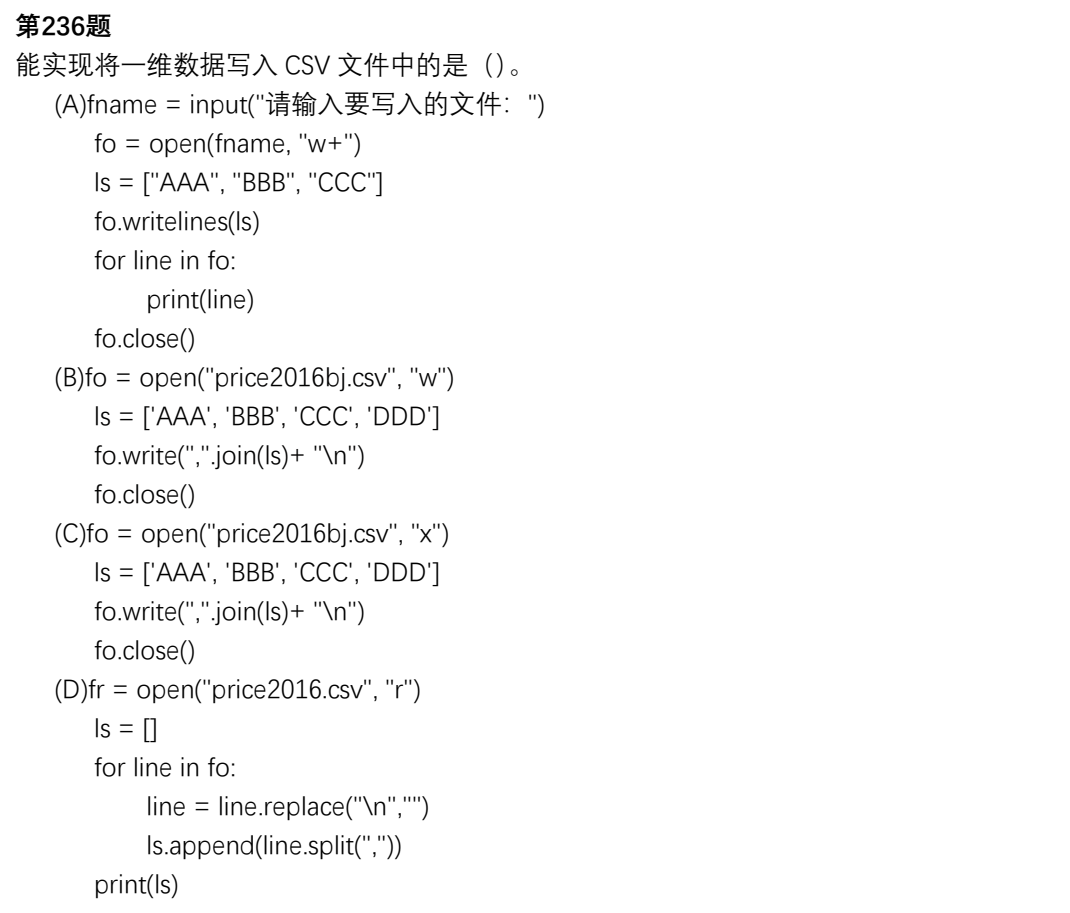 第236题
能实现将一维数据写入 CSV 文件中的是（）。
(A)fname = input("请输入要写入的文件：")
fo = open(fname, "w+")
ls = ["AAA", "BBB", "CCC"]
fo.writelines(ls)
for line in fo:
print(line)
fo.close()
(B)fo = open("price2016bj.csv", "w")
ls = ['AAA', 'BBB', 'CCC', 'DDD']
fo.write(",".join(ls)+ "\n")
fo.close()
(C)fo = open("price2016bj.csv", "x")
ls = ['AAA', 'BBB', 'CCC', 'DDD']
fo.write(",".join(ls)+ "\n")
fo.close()
(D)fr = open("price2016.csv", "r")
ls = []
for line in fo:
line = line.replace("\n","")
ls.append(line.split(","))
print(ls)